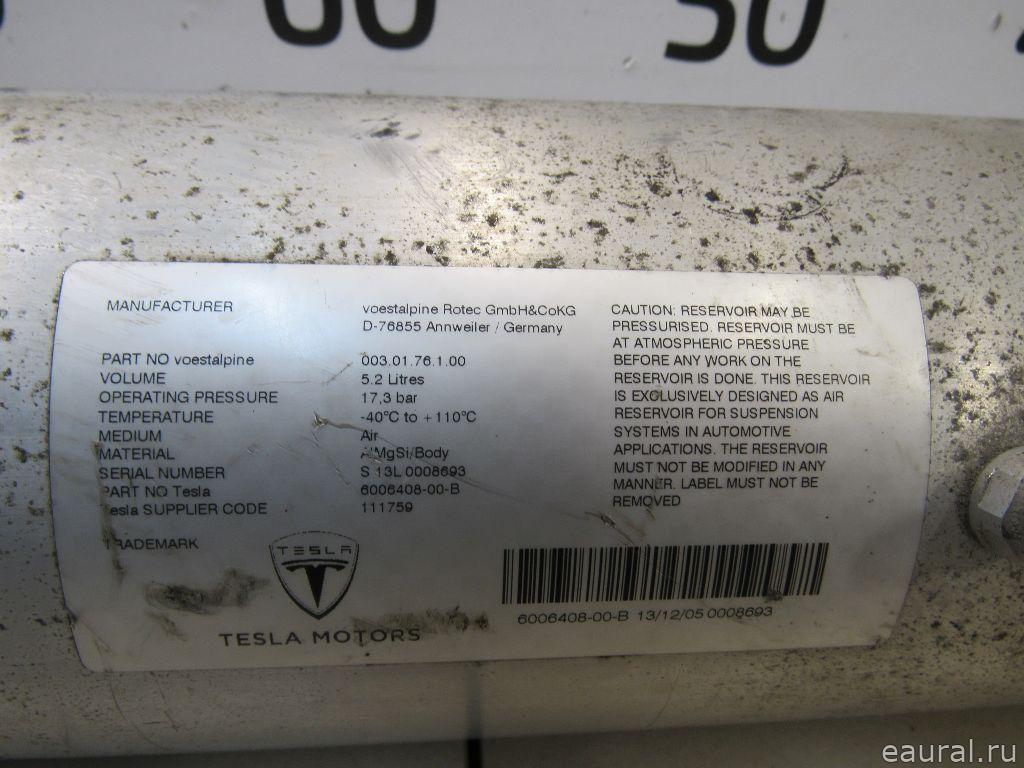 60 50
MANUFACTURER voestalpine Rotec GmbH&CoKG
D-76855 Annweiler / Germany
PART NO voestalpine 003.01.76.1.00
VOLUME 5.2 Litres
OPERATING PRESSURE 17,3 bar
TEMPERATURE -40°C to +110°C
MEDIUM Air
MATERIAL AlMgSi/Body
SERIAL NUMBER S 13L 0008693
PART NO Tesla 6006408-00-B
Tesla SUPPLIER CODE 111759
TRADEMARK
TESLA
TESLA MOTORS
CAUTION: RESERVOIR MAY BE
PRESSURISED. RESERVOIR MUST BE
AT ATMOSPHERIC PRESSURE
BEFORE ANY WORK ON THE
RESERVOIR IS DONE. THIS RESERVOIR
IS EXCLUSIVELY DESIGNED AS AIR
RESERVOIR FOR SUSPENSION
SYSTEMS IN AUTOMOTIVE
APPLICATIONS. THE RESERVOIR
MUST NOT BE MODIFIED IN ANY
MANNER. LABEL MUST NOT BE
REMOVED
6006408-00-B 13/12/05 0008693
eaural.ru